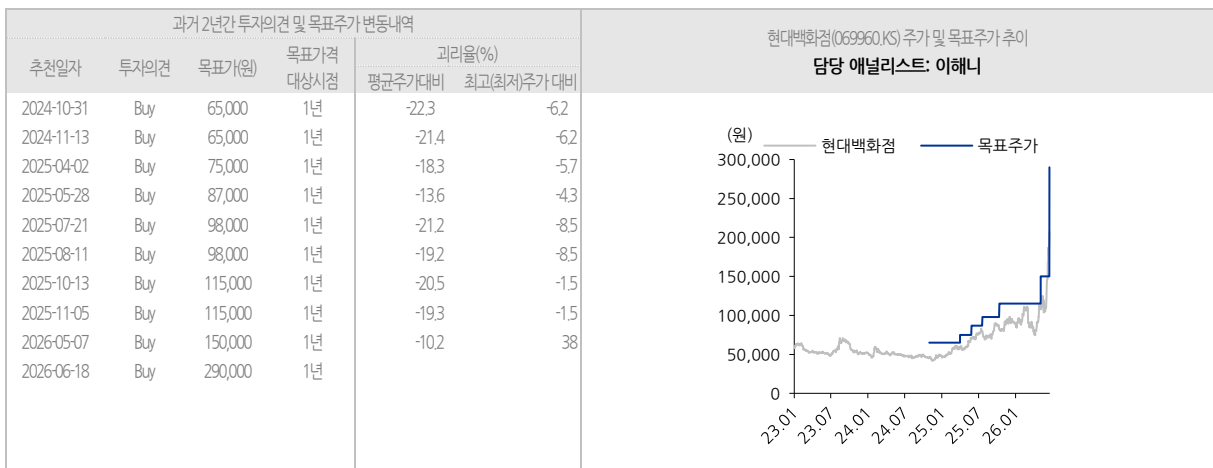 과거 2년간 투자의견 및 목표주가 변동내역
추천일자 투자의견 목표가(원) 목표가격 대상시점 괴리율(%)
평균주가대비 최고(최저)주가 대비
2024-10-31 Buy 65,000 1년 -22.3 -6.2
2024-11-13 Buy 65,000 1년 -21.4 -6.2
2025-04-02 Buy 75,000 1년 -18.3 -5.7
2025-05-28 Buy 87,000 1년 -13.6 -4.3
2025-07-21 Buy 98,000 1년 -21.2 -8.5
2025-08-11 Buy 98,000 1년 -19.2 -8.5
2025-10-13 Buy 115,000 1년 -20.5 -1.5
2025-11-05 Buy 115,000 1년 -19.3 -1.5
2026-05-07 Buy 150,000 1년 -10.2 38
2026-06-18 Buy 290,000 1년
현대백화점(069960.KS) 주가 및 목표주가 추이
담당 애널리스트: 이해니
(원)
현대백화점 목표주가
300,000
250,000
200,000
150,000
100,000
50,000
0
23.01 23.07 24.01 24.07 25.01 25.07 26.01